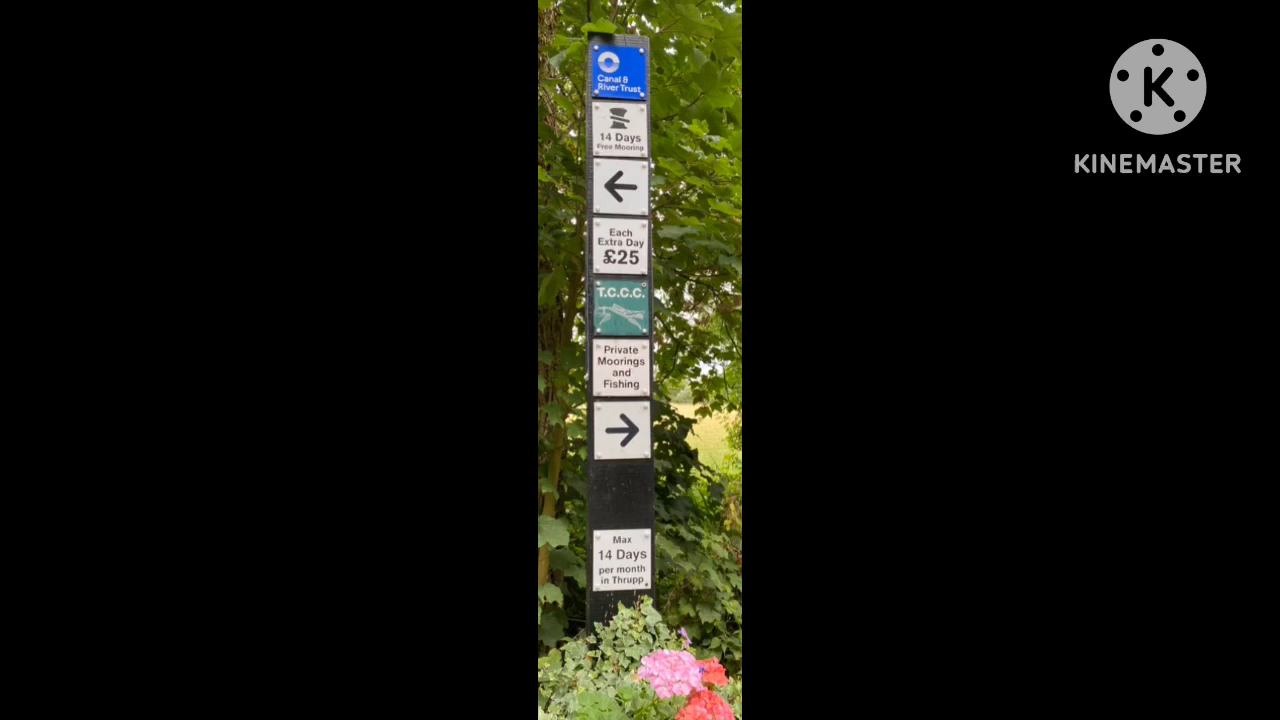 Canal &
River Trust
14 Days
Free Mooring
Each
Extra Day
£25
T.C.C.C.
Private
Moorings
and
Fishing
Max
14 Days
per month
in Thrupp
KINEMASTER